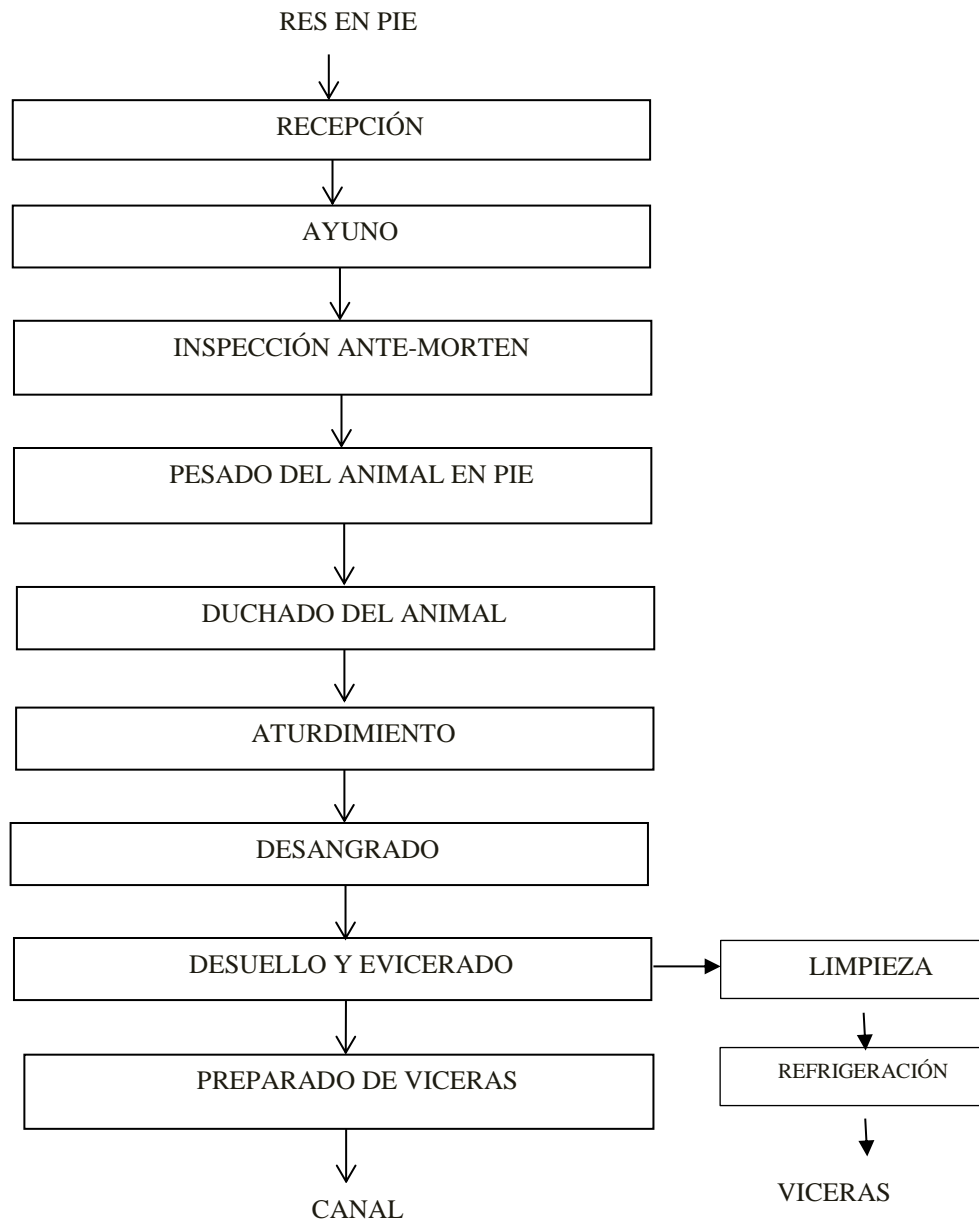 RES EN PIE
RECEPCIÓN
AYUNO
INSPECCIÓN ANTE-MORTEN
PESADO DEL ANIMAL EN PIE
DUCHADO DEL ANIMAL
ATURDIMIENTO
DESANGRADO
DESUELLO Y EVICERADO
LIMPIEZA
PREPARADO DE VICERAS
REFRIGERACIÓN
CANAL
VICERAS